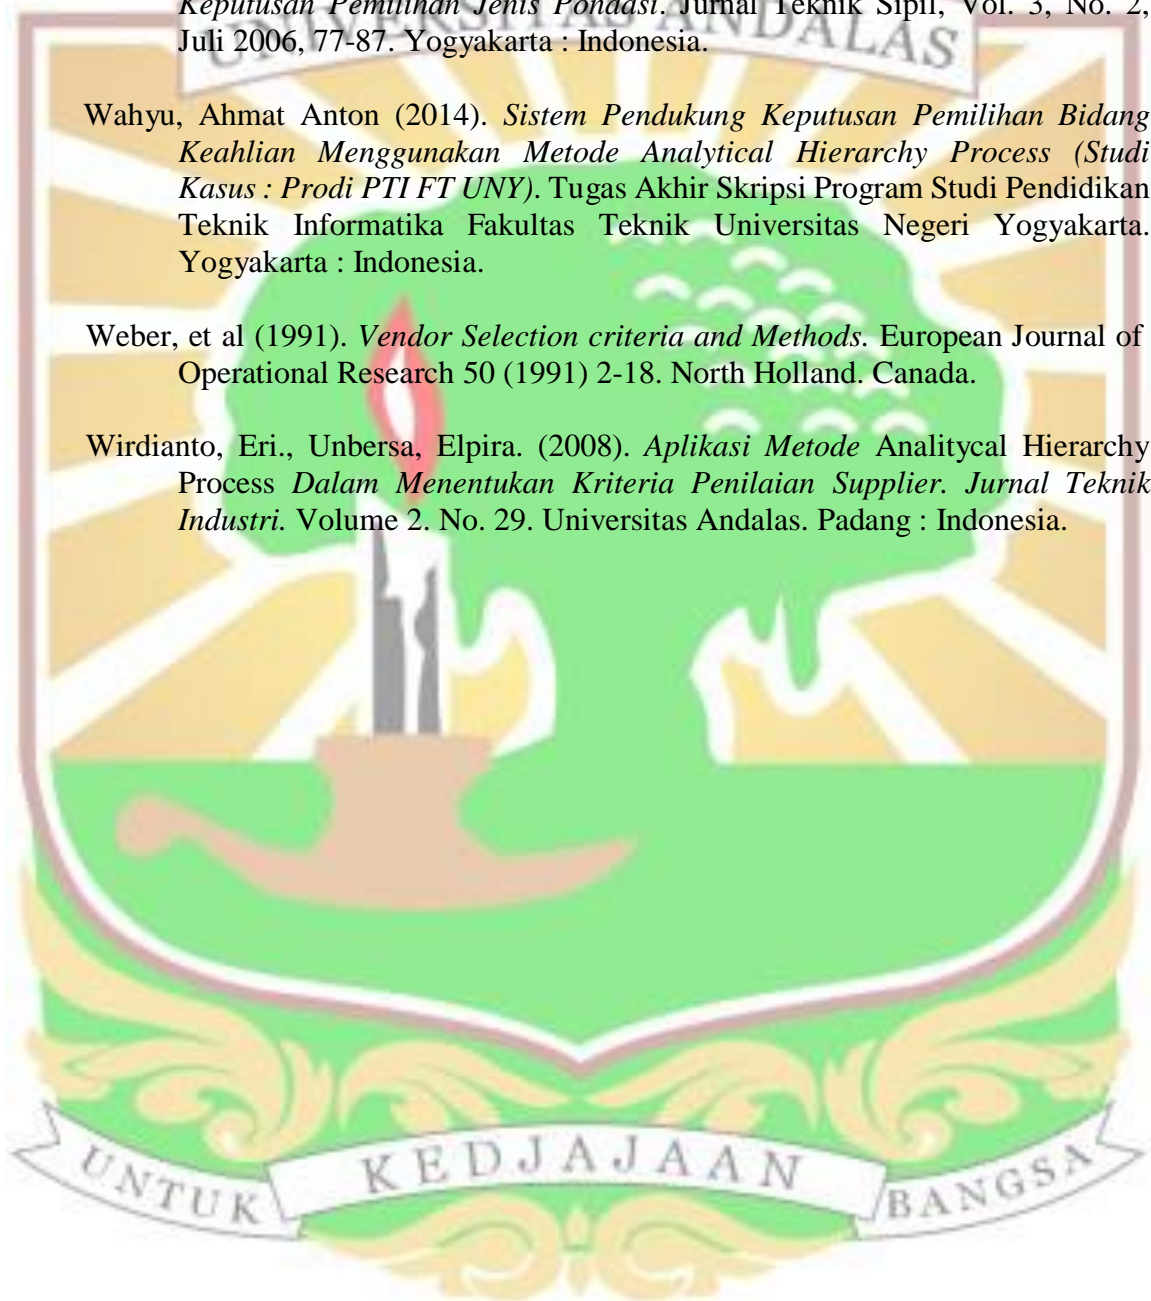 Keputusan Pemilihan Jenis Pondasi. Jurnal Teknik Sipil, Vol. 3, No. 2,
Juli 2006, 77-87. Yogyakarta : Indonesia.
UNIVERSITAS ANDALAS
Wahyu, Ahmat Anton (2014). Sistem Pendukung Keputusan Pemilihan Bidang
Keahlian Menggunakan Metode Analytical Hierarchy Process (Studi
Kasus : Prodi PTI FT UNY). Tugas Akhir Skripsi Program Studi Pendidikan
Teknik Informatika Fakultas Teknik Universitas Negeri Yogyakarta.
Yogyakarta : Indonesia.
Weber, et al (1991). Vendor Selection criteria and Methods. European Journal of
Operational Research 50 (1991) 2-18. North Holland. Canada.
Wirdianto, Eri., Unbersa, Elpira. (2008). Aplikasi Metode Analitycal Hierarchy
Process Dalam Menentukan Kriteria Penilaian Supplier. Jurnal Teknik
Industri. Volume 2. No. 29. Universitas Andalas. Padang : Indonesia.
UNTUK KEDJAJAAN BANGSA